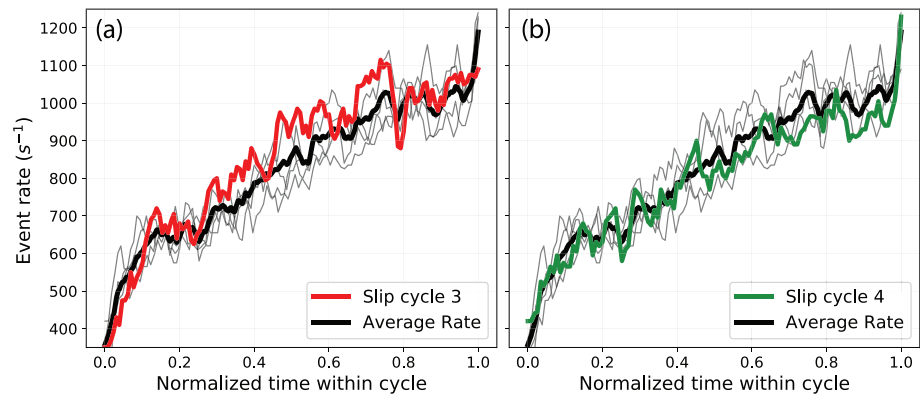 (a)
(b)
1200
1100
1000
900
800
700
600
500
400
Event rate (s⁻¹)
Slip cycle 3
Average Rate
Slip cycle 4
Average Rate
0.0 0.2 0.4 0.6 0.8 1.0
0.0 0.2 0.4 0.6 0.8 1.0
Normalized time within cycle
Normalized time within cycle